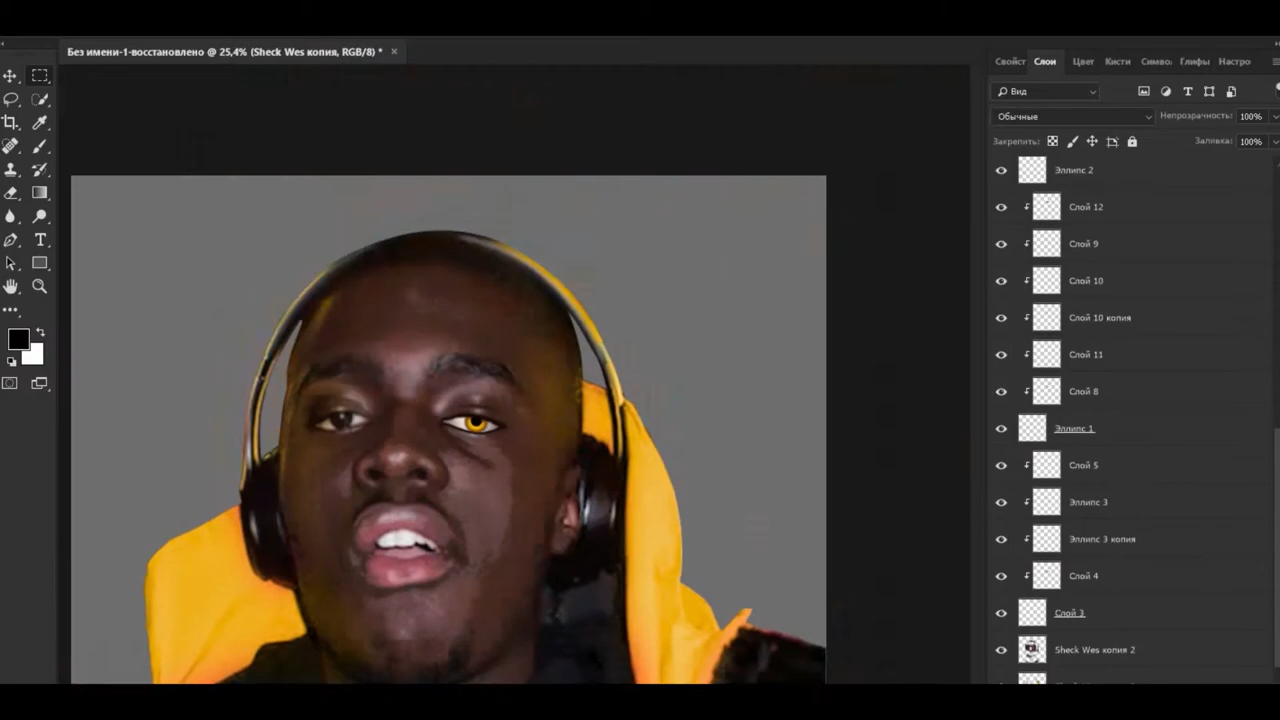 Без имени-1-восстановлено @ 25,4% (Sheck Wes копия, RGB/8) *
Свойст Слои Цвет Кисти Симво. Глифы Настро
Вид
Обычные Непрозрачность: 100%
Закрепить: Заливка: 100%
Эллипс 2
Слой 12
Слой 9
Слой 10
Слой 10 копия
Слой 11
Слой 8
Эллипс 1
Слой 5
Эллипс 3
Эллипс 3 копия
Слой 4
Слой 3
Sheck Wes копия 2